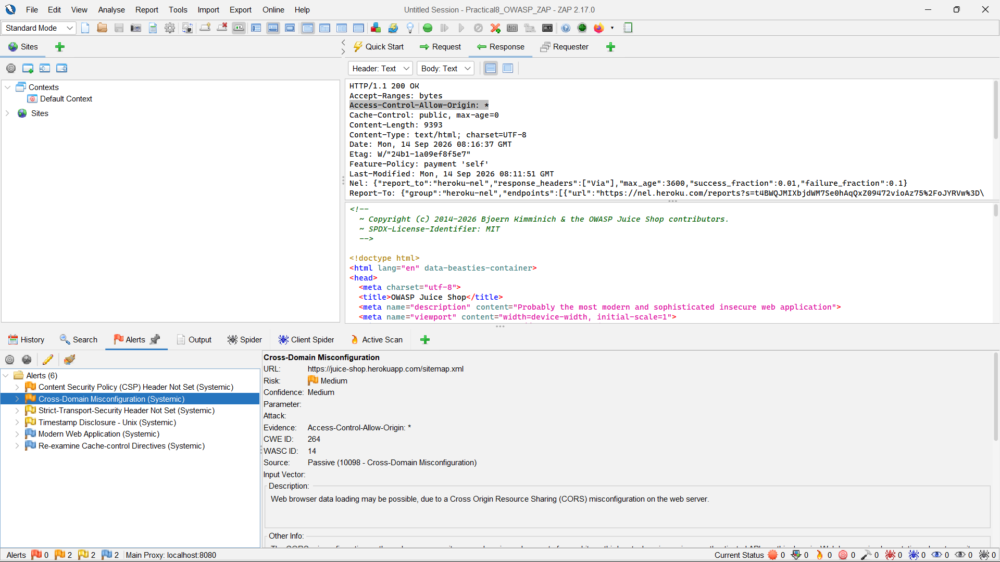 File Edit View Analyse Report Tools Import Export Online Help
Untitled Session - Practical8_OWASP_ZAP - ZAP 2.17.0
Standard Mode
Sites
Quick Start Request Response Requester
Header: Text Body: Text
Contexts
Default Context
Sites
HTTP/1.1 200 OK
Accept-Ranges: bytes
Access-Control-Allow-Origin: *
Cache-Control: public, max-age=0
Content-Length: 9393
Content-Type: text/html; charset=UTF-8
Date: Mon, 14 Sep 2026 08:16:37 GMT
Etag: W/"24b1-1a09ef8f5e7"
Feature-Policy: payment 'self'
Last-Modified: Mon, 14 Sep 2026 08:11:51 GMT
Nel: {"report_to":"heroku-nel","response_headers":["Via"],"max_age":3600,"success_fraction":0.01,"failure_fraction":0.1}
Report-To: {"group":"heroku-nel","endpoints":[{"url":"https://nel.heroku.com/reports?s=t4BWQJMIXbjdWM7Se0hAqQxZ09472vioAz75%2FoJYRVw%3D\
<!--
~ Copyright (c) 2014-2026 Bjoern Kimminich & the OWASP Juice Shop contributors.
~ SPDX-License-Identifier: MIT
-->
<!doctype html>
<html lang="en" data-beasties-container>
<head>
<meta charset="utf-8">
<title>OWASP Juice Shop</title>
<meta name="description" content="Probably the most modern and sophisticated insecure web application">
<meta name="viewport" content="width=device-width, initial-scale=1">
History Search Alerts Output Spider Client Spider Active Scan
Alerts (6)
Content Security Policy (CSP) Header Not Set (Systemic)
Cross-Domain Misconfiguration (Systemic)
Strict-Transport-Security Header Not Set (Systemic)
Timestamp Disclosure - Unix (Systemic)
Modern Web Application (Systemic)
Re-examine Cache-control Directives (Systemic)
Cross-Domain Misconfiguration
URL: https://juice-shop.herokuapp.com/sitemap.xml
Risk: Medium
Confidence: Medium
Parameter:
Attack:
Evidence: Access-Control-Allow-Origin: *
CWE ID: 264
WASC ID: 14
Source: Passive (10098 - Cross-Domain Misconfiguration)
Input Vector:
Description:
Web browser data loading may be possible, due to a Cross Origin Resource Sharing (CORS) misconfiguration on the web server.
Other Info:
Alerts 0 2 2 2 Main Proxy: localhost:8080
Current Status 0 0 0 0 0 0 0 0 0 0